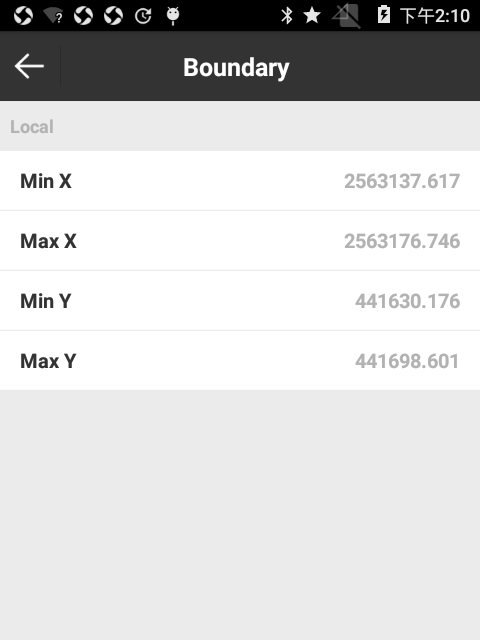 下午2:10
Boundary
Local
Min X 2563137.617
Max X 2563176.746
Min Y 441630.176
Max Y 441698.601